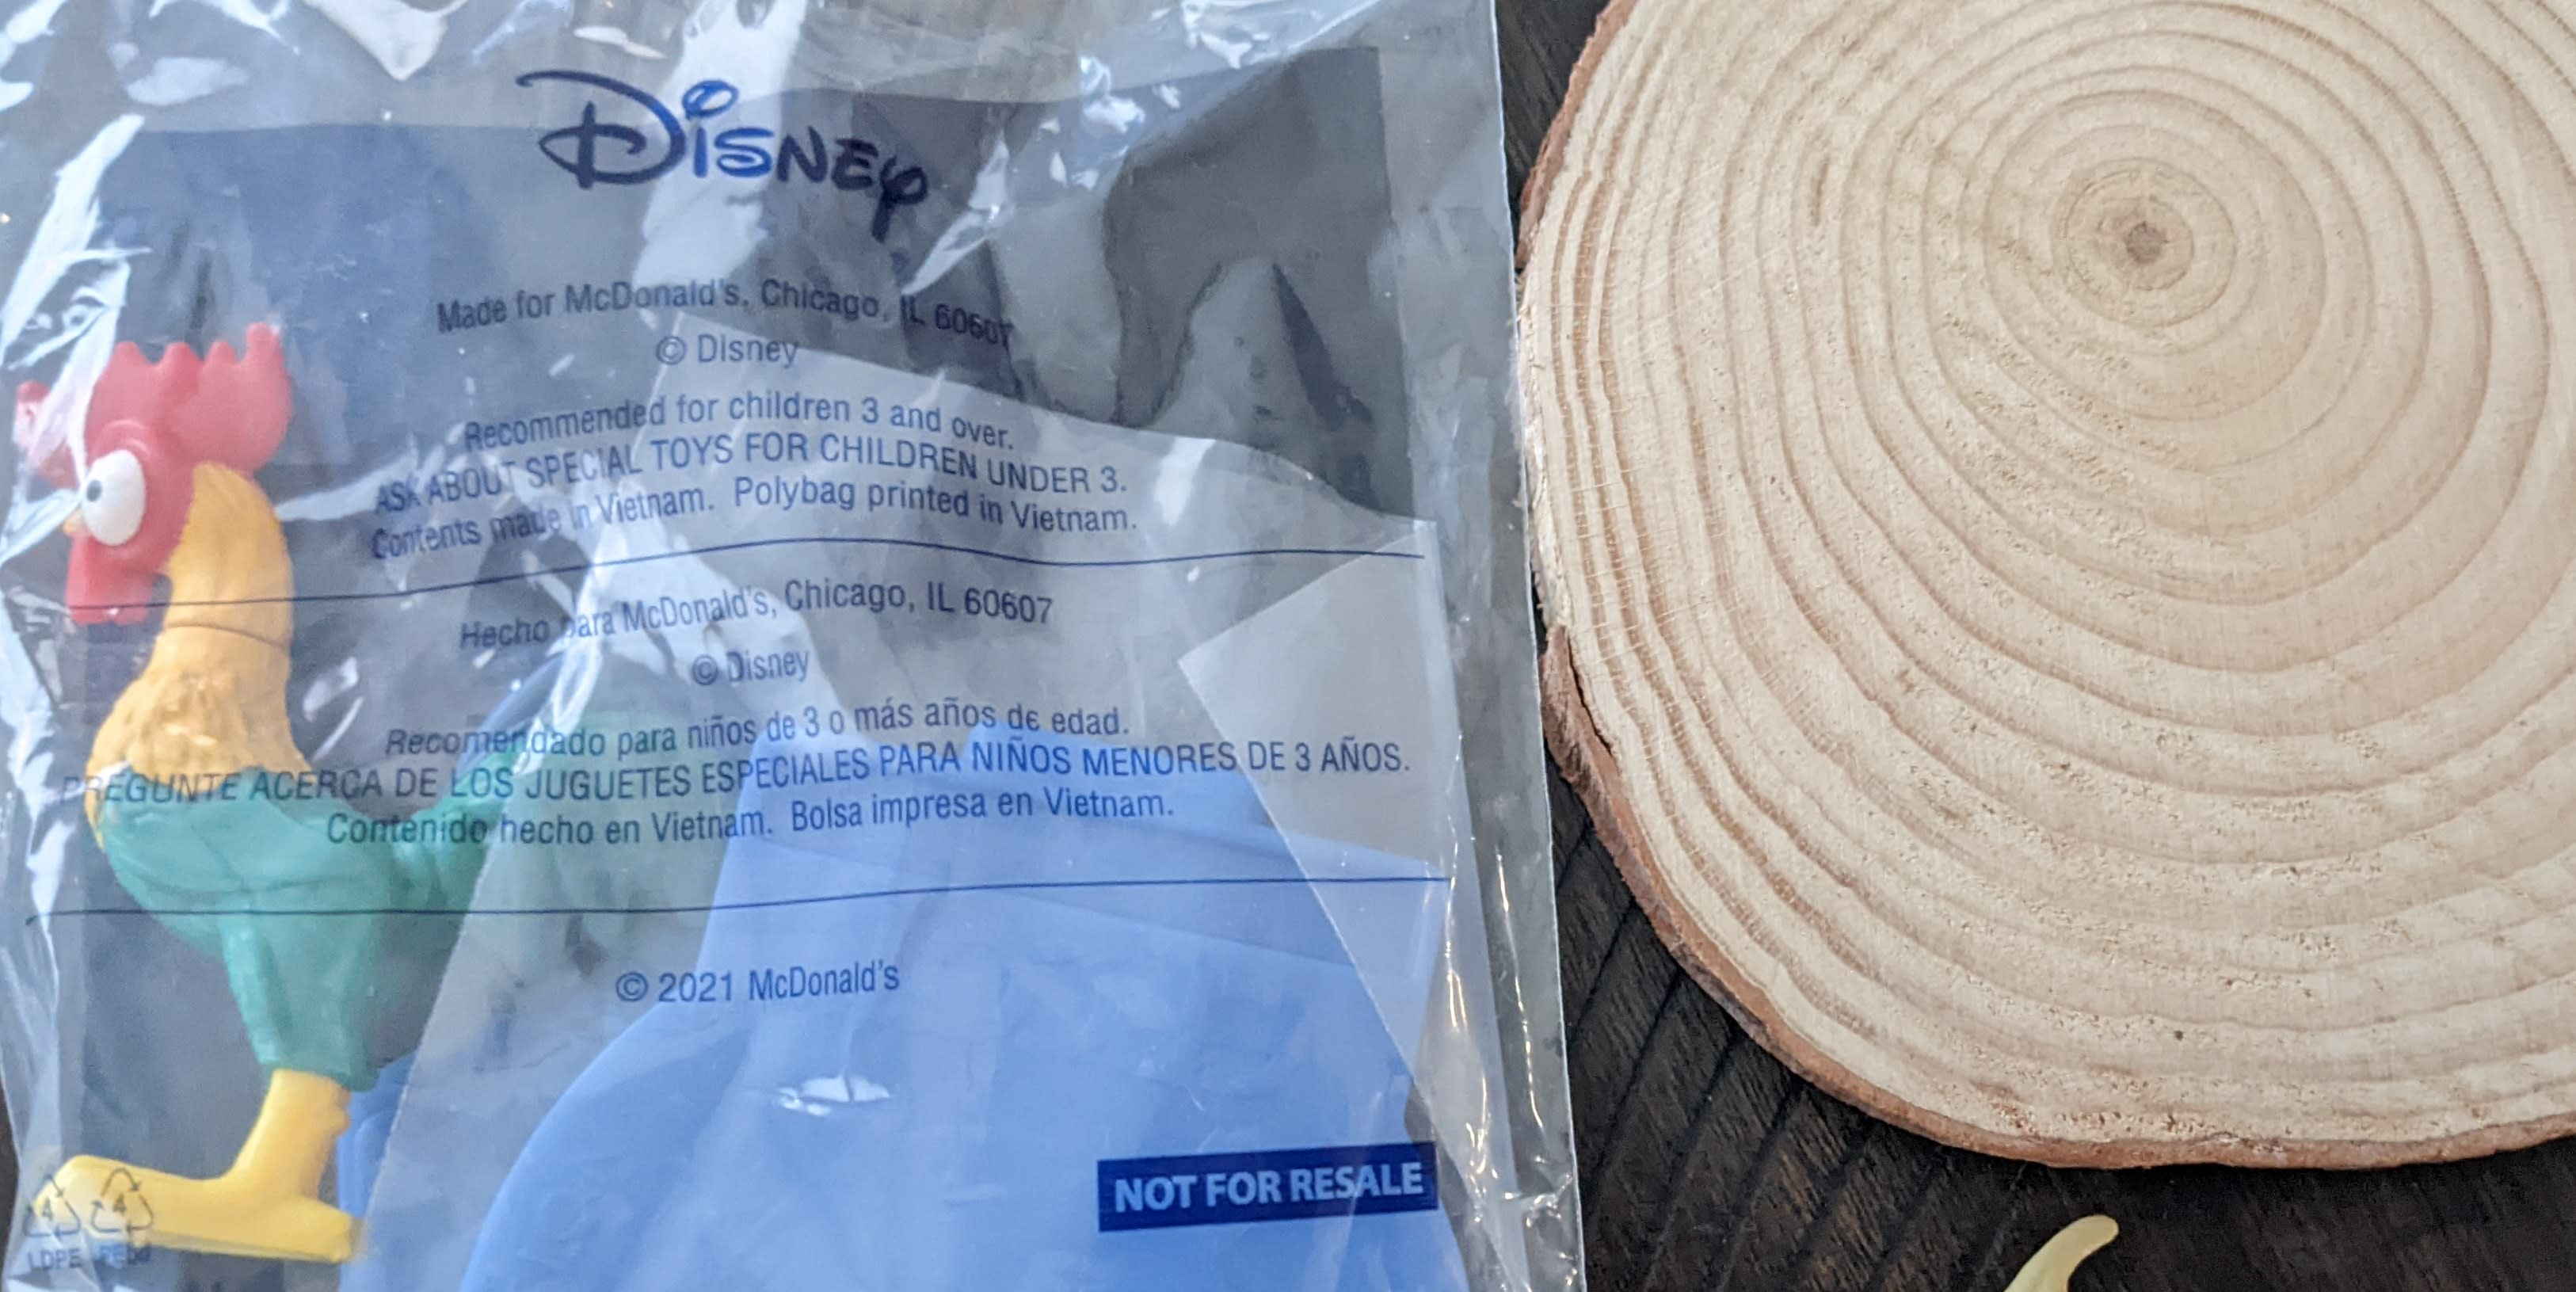 Disney
Made for McDonald's, Chicago, IL 60607
© Disney
Recommended for children 3 and over.
ASK ABOUT SPECIAL TOYS FOR CHILDREN UNDER 3.
Contents made in Vietnam. Polybag printed in Vietnam.
Hecho para McDonald's, Chicago, IL 60607
© Disney
Recomendado para niños de 3 o más años de edad.
PREGUNTE ACERCA DE LOS JUGUETES ESPECIALES PARA NIÑOS MENORES DE 3 AÑOS.
Contenido hecho en Vietnam. Bolsa impresa en Vietnam.
© 2021 McDonald's
NOT FOR RESALE
4 4
LDPE PEbd